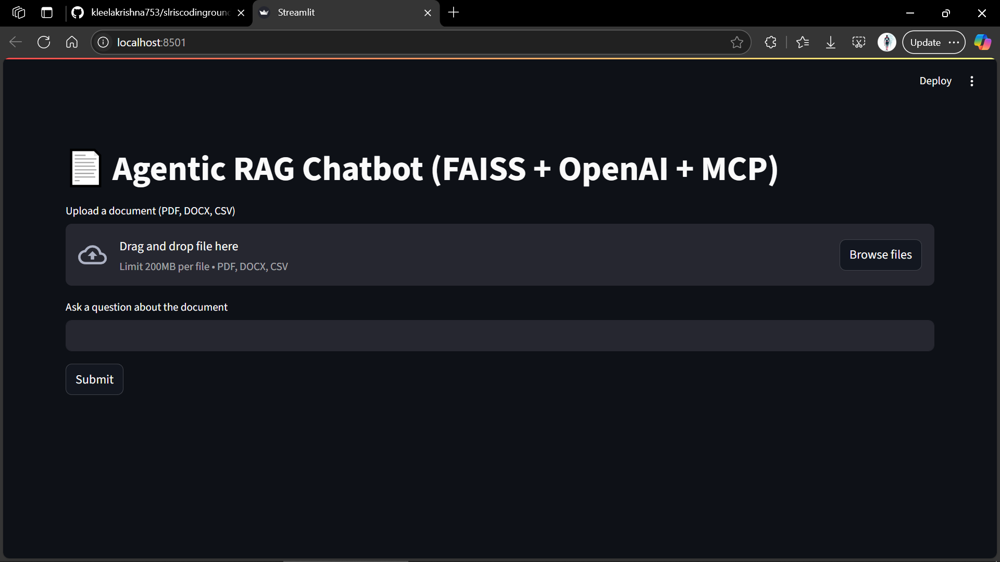 kleelakrishna753/slriscodinground
Streamlit
localhost:8501
Update
Deploy
Agentic RAG Chatbot (FAISS + OpenAI + MCP)
Upload a document (PDF, DOCX, CSV)
Drag and drop file here
Limit 200MB per file • PDF, DOCX, CSV
Browse files
Ask a question about the document
Submit